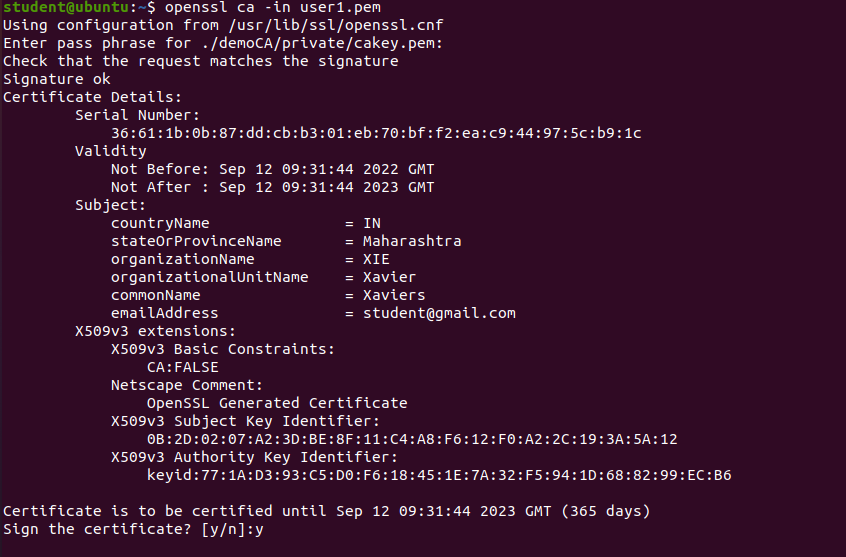 student@ubuntu:~$ openssl ca -in user1.pem
Using configuration from /usr/lib/ssl/openssl.cnf
Enter pass phrase for ./demoCA/private/cakey.pem:
Check that the request matches the signature
Signature ok
Certificate Details:
        Serial Number:
            36:61:1b:0b:87:dd:cb:b3:01:eb:70:bf:f2:ea:c9:44:97:5c:b9:1c
        Validity
            Not Before: Sep 12 09:31:44 2022 GMT
            Not After : Sep 12 09:31:44 2023 GMT
        Subject:
            countryName               = IN
            stateOrProvinceName       = Maharashtra
            organizationName          = XIE
            organizationalUnitName    = Xavier
            commonName                = Xaviers
            emailAddress              = student@gmail.com
        X509v3 extensions:
            X509v3 Basic Constraints:
                CA:FALSE
            Netscape Comment:
                OpenSSL Generated Certificate
            X509v3 Subject Key Identifier:
                0B:2D:02:07:A2:3D:BE:8F:11:C4:A8:F6:12:F0:A2:2C:19:3A:5A:12
            X509v3 Authority Key Identifier:
                keyid:77:1A:D3:93:C5:D0:F6:18:45:1E:7A:32:F5:94:1D:68:82:99:EC:B6

Certificate is to be certified until Sep 12 09:31:44 2023 GMT (365 days)
Sign the certificate? [y/n]:y